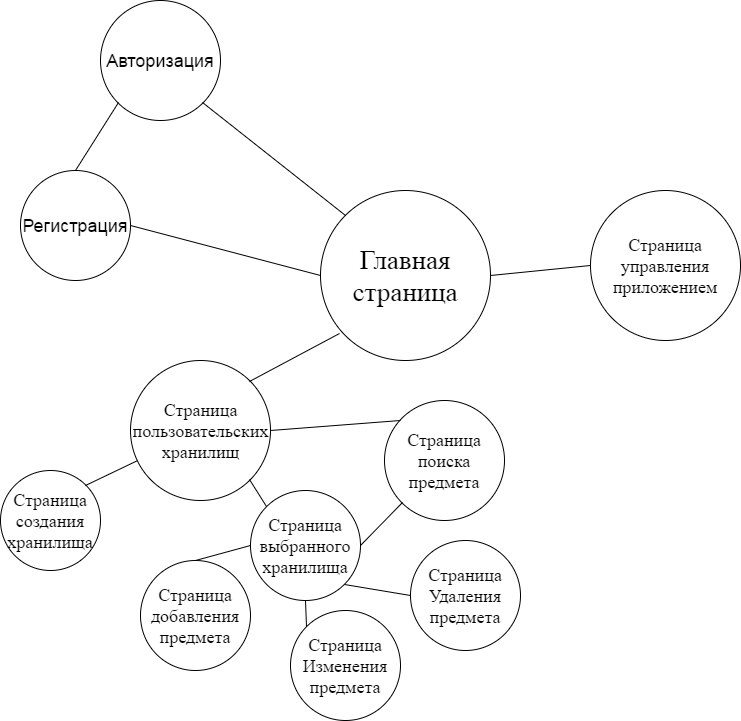 Авторизация
Регистрация
Главная
страница
Страница
управления
приложением
Страница
пользовательских
хранилищ
Страница
поиска
предмета
Страница
создания
хранилища
Страница
выбранного
хранилища
Страница
Удаления
предмета
Страница
добавления
предмета
Страница
Изменения
предмета